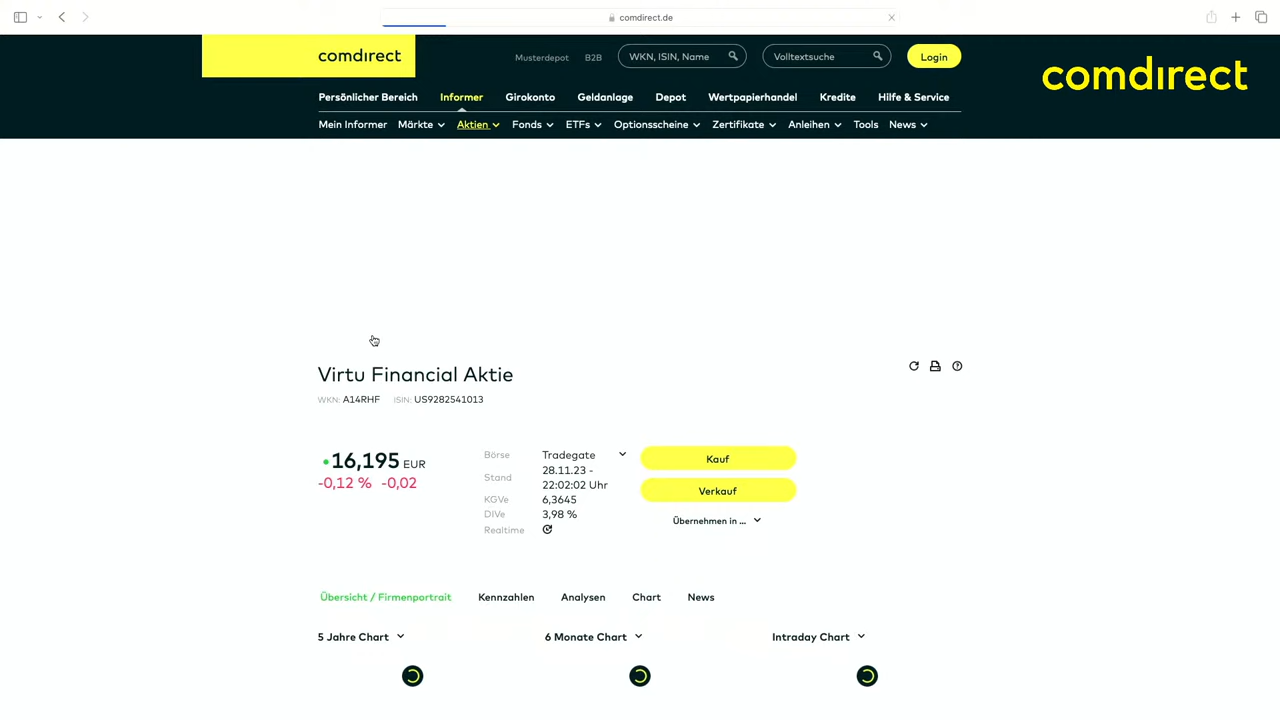 comdirect.de
comdirect
Musterdepot B2B WKN, ISIN, Name Volltextsuche Login
comdirect
Persönlicher Bereich Informer Girokonto Geldanlage Depot Wertpapierhandel Kredite Hilfe & Service
Mein Informer Märkte Aktien Fonds ETFs Optionsscheine Zertifikate Anleihen Tools News
Virtu Financial Aktie
WKN: A14RHF ISIN: US9282541013
16,195 EUR
-0,12 % -0,02
Börse Tradegate
Stand 28.11.23 -
22:02:02 Uhr
KGVe 6,3645
DIVe 3,98 %
Realtime
Kauf
Verkauf
Übernehmen in ...
Übersicht / Firmenportrait Kennzahlen Analysen Chart News
5 Jahre Chart 6 Monate Chart Intraday Chart